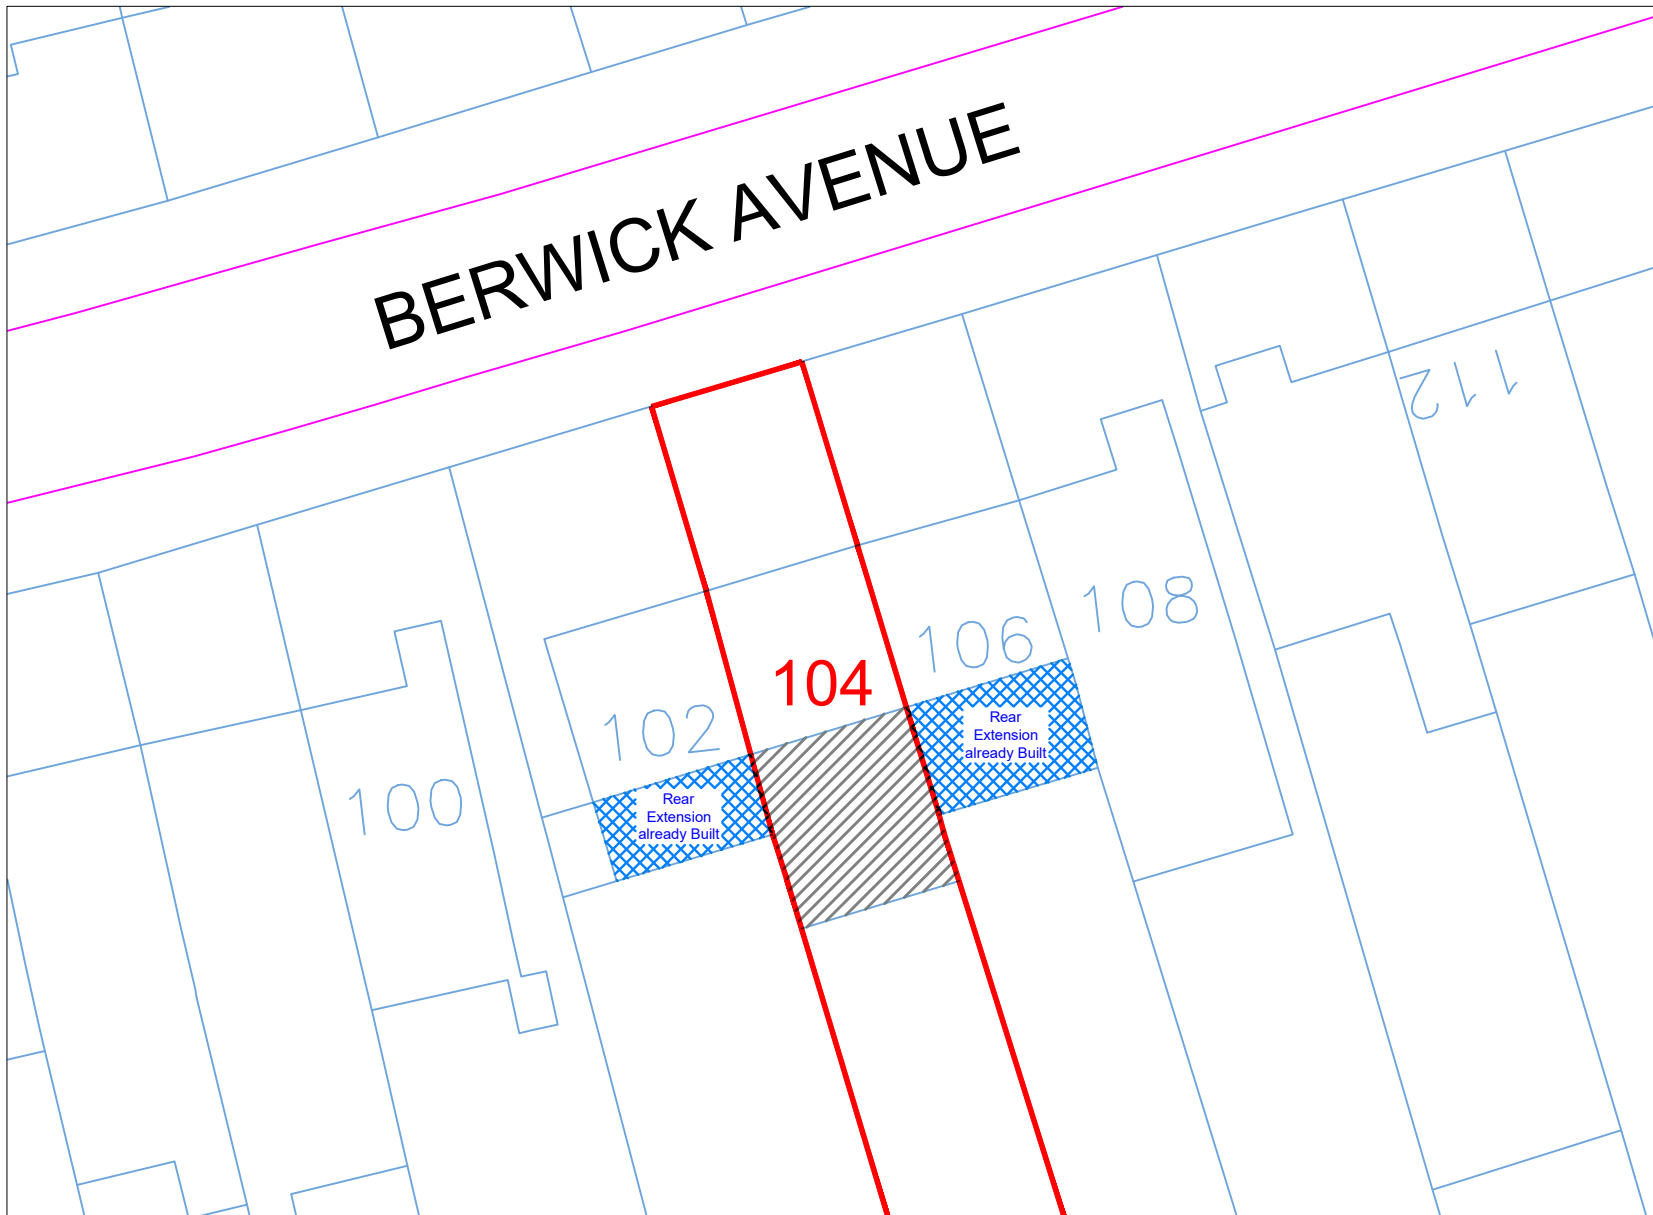 BERWICK AVENUE
112
108
106
104
Rear
Extension
already Built
102
Rear
Extension
already Built
100